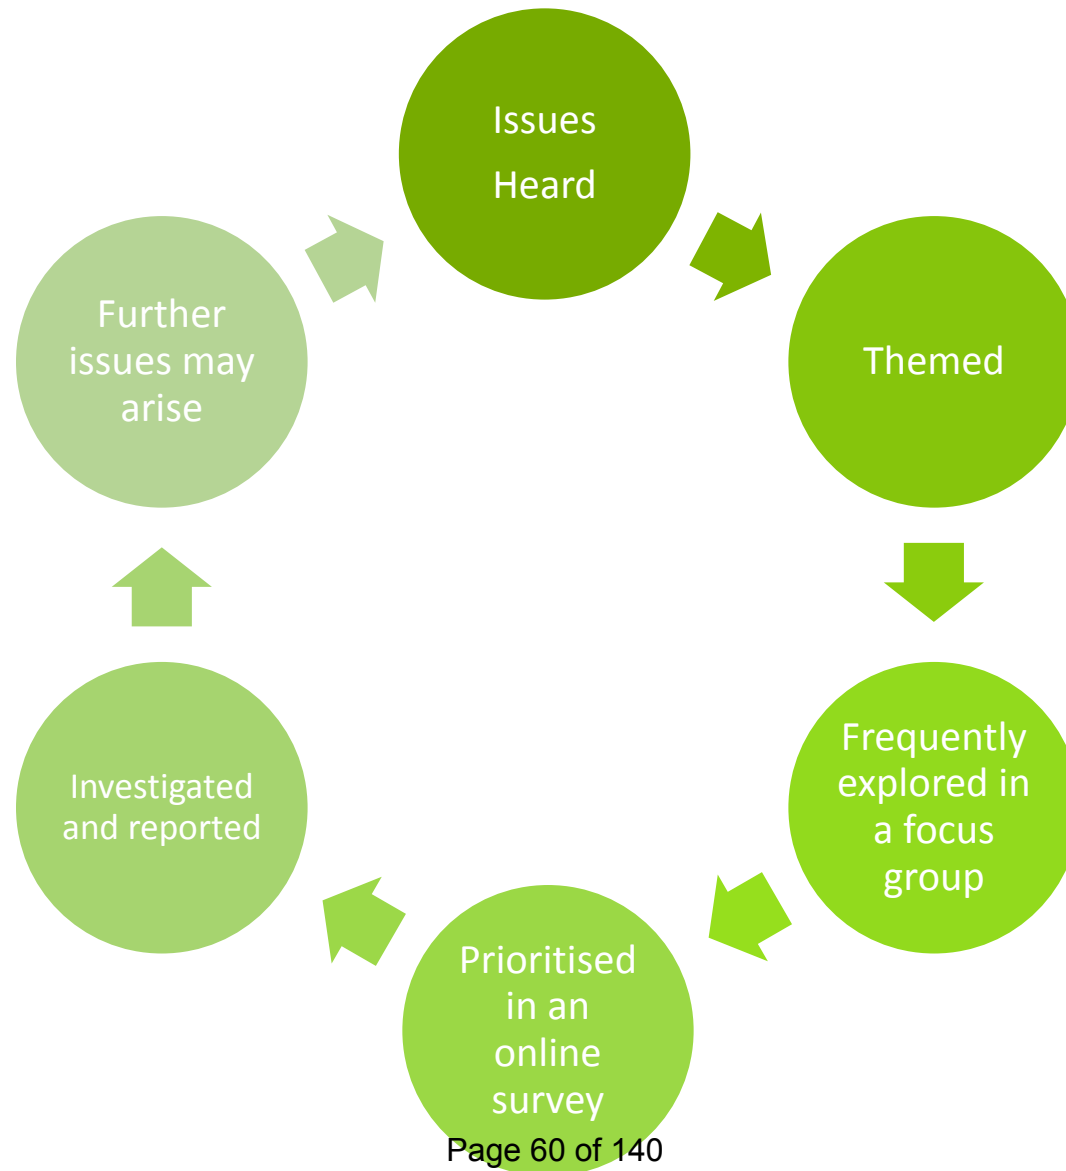 Issues
Heard
Themed
Frequently
explored in
a focus
group
Prioritised
in an
online
survey
Investigated
and reported
Further
issues may
arise
Page 60 of 140